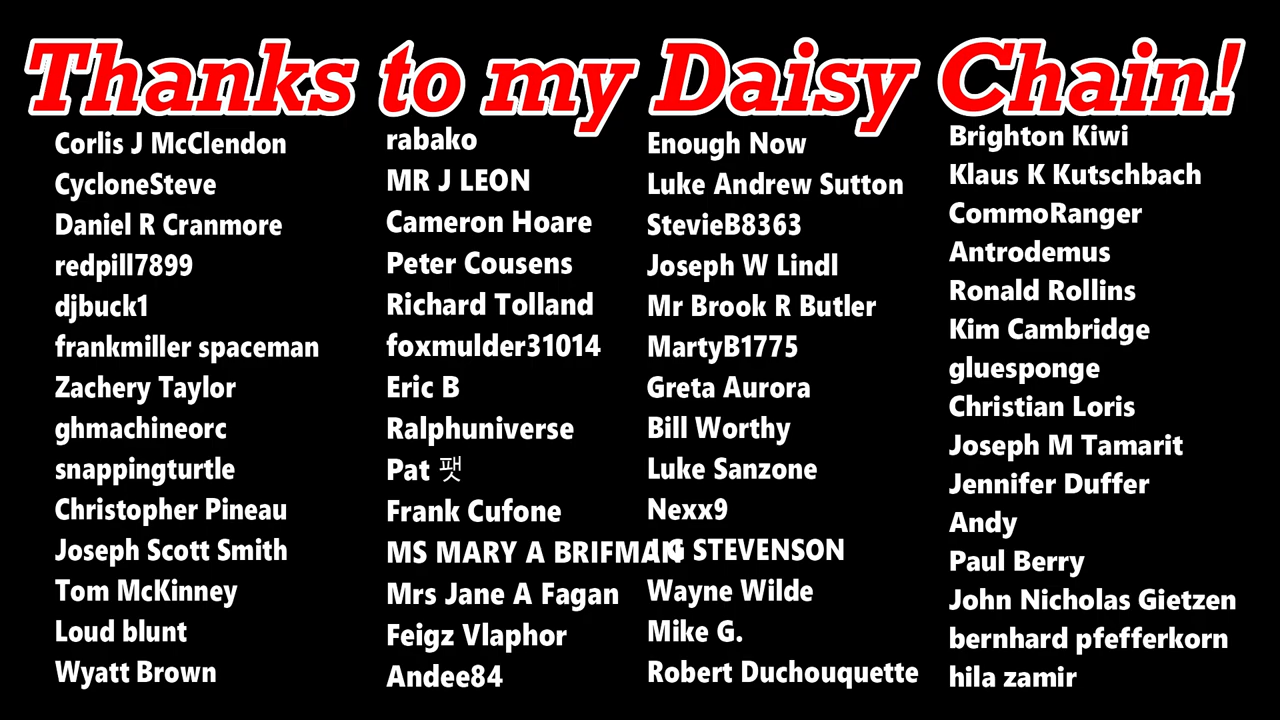 Thanks to my Daisy Chain!
Corlis J McClendon
CycloneSteve
Daniel R Cranmore
redpill7899
djbuck1
frankmiller spaceman
Zachery Taylor
ghmachineorc
snappingturtle
Christopher Pineau
Joseph Scott Smith
Tom McKinney
Loud blunt
Wyatt Brown
rabako
MR J LEON
Cameron Hoare
Peter Cousens
Richard Tolland
foxmulder31014
Eric B
Ralphuniverse
Pat 팻
Frank Cufone
MS MARY A BRIFMAN
Mrs Jane A Fagan
Feigz Vlaphor
Andee84
Enough Now
Luke Andrew Sutton
StevieB8363
Joseph W Lindl
Mr Brook R Butler
MartyB1775
Greta Aurora
Bill Worthy
Luke Sanzone
Nexx9
STEVENSON
Wayne Wilde
Mike G.
Robert Duchouquette
Brighton Kiwi
Klaus K Kutschbach
CommoRanger
Antrodemus
Ronald Rollins
Kim Cambridge
gluesponge
Christian Loris
Joseph M Tamarit
Jennifer Duffer
Andy
Paul Berry
John Nicholas Gietzen
bernhard pfefferkorn
hila zamir